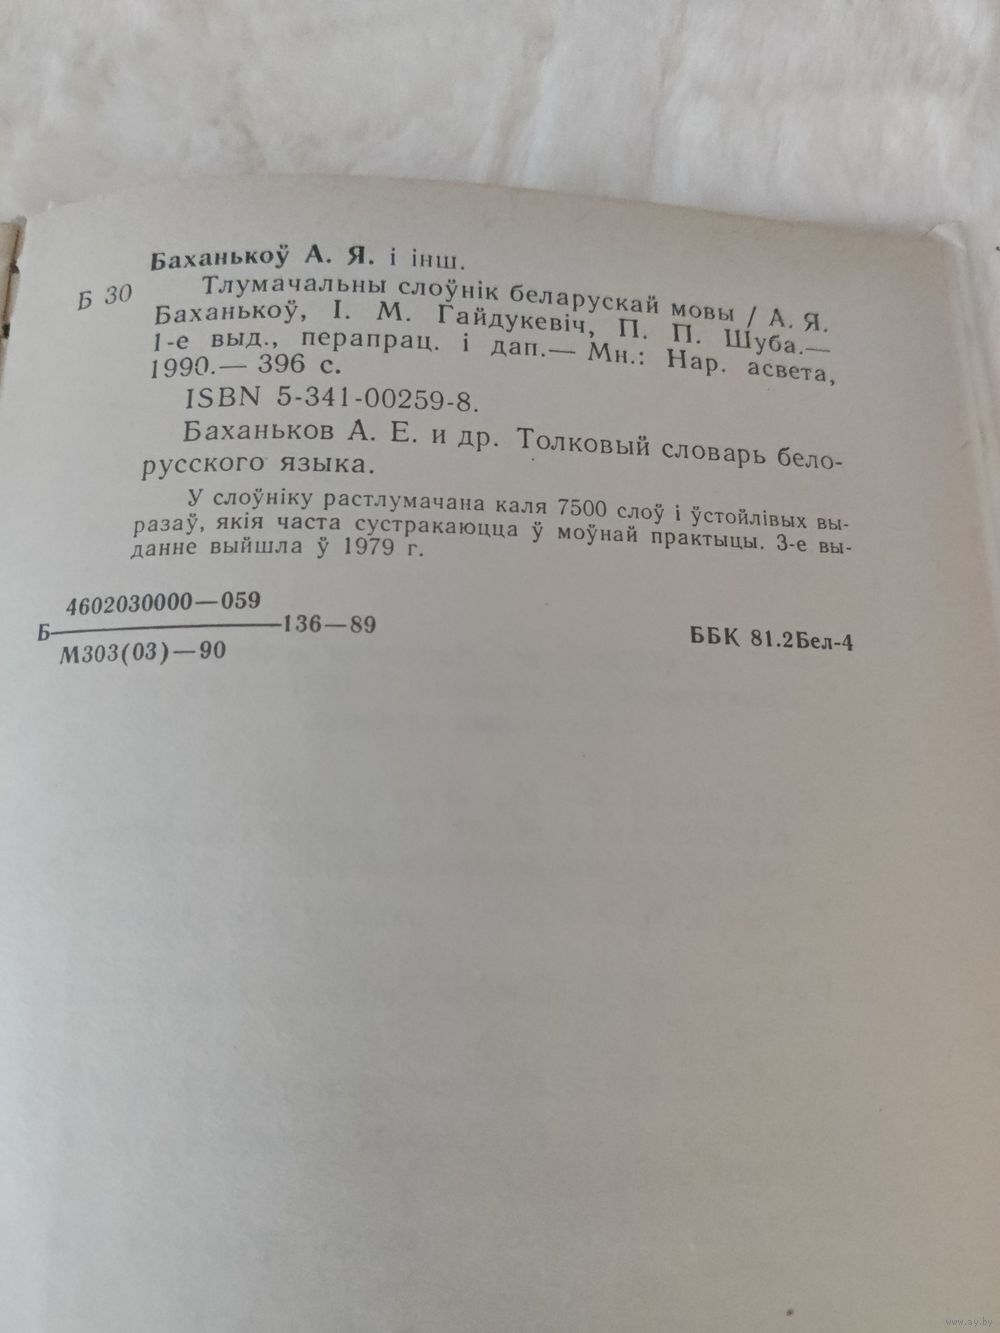 Баханькоў А. Я. і інш.
Б 30
Тлумачальны слоўнік беларускай мовы / А. Я.
Баханькоў, І. М. Гайдукевіч, П. П. Шуба.—
1-е выд., перапрац. і дап.— Мн.: Нар. асвета,
1990.— 396 с.
ISBN 5-341-00259-8.
Баханьков А. Е. и др. Толковый словарь бело-
русского языка.
У слоўніку растлумачана каля 7500 слоў і ўстойлівых вы-
разаў, якія часта сустракаюцца ў моўнай практыцы. 3-е вы-
данне выйшла ў 1979 г.
4602030000—059
Б———136—89
М303(03)—90
ББК 81.2Бел-4
www.ay.by